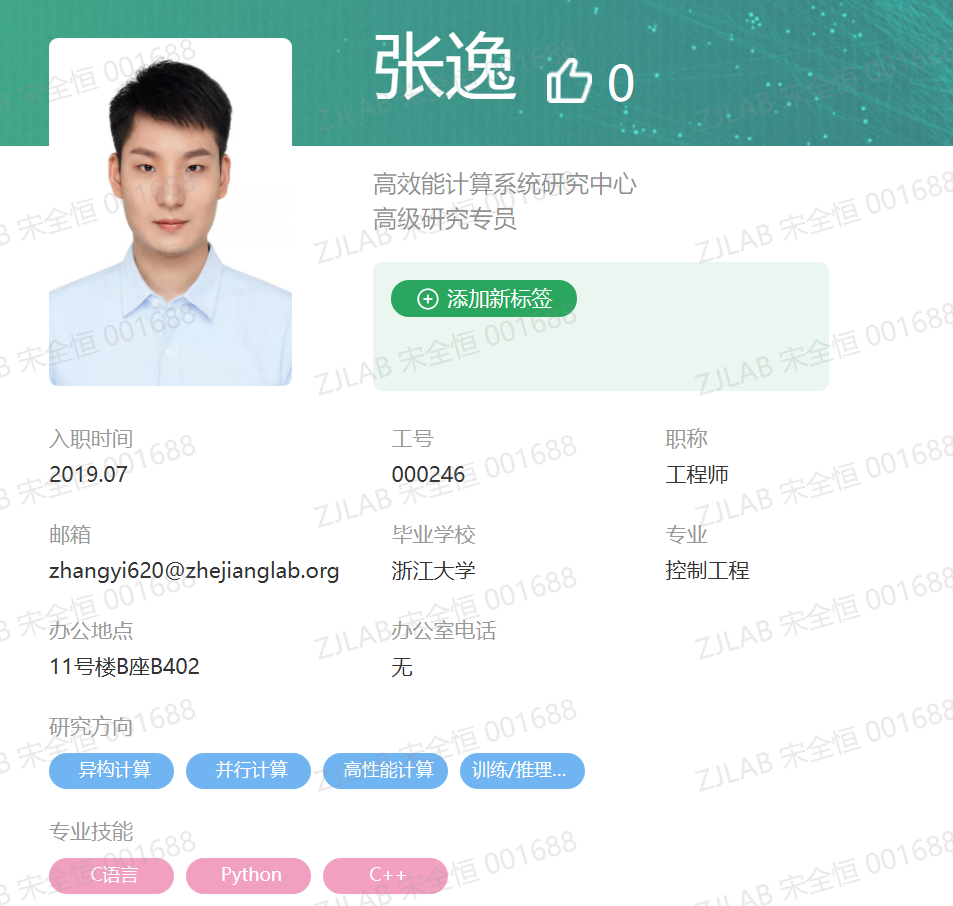 张逸 0
高效能计算系统研究中心
高级研究专员
添加新标签
入职时间 工号 职称
2019.07 000246 工程师
邮箱 毕业学校 专业
zhangyi620@zhejianglab.org 浙江大学 控制工程
办公地点 办公室电话
11号楼B座B402 无
研究方向
异构计算 并行计算 高性能计算 训练/推理...
专业技能
C语言 Python C++
ZJLAB 宋全恒 001688